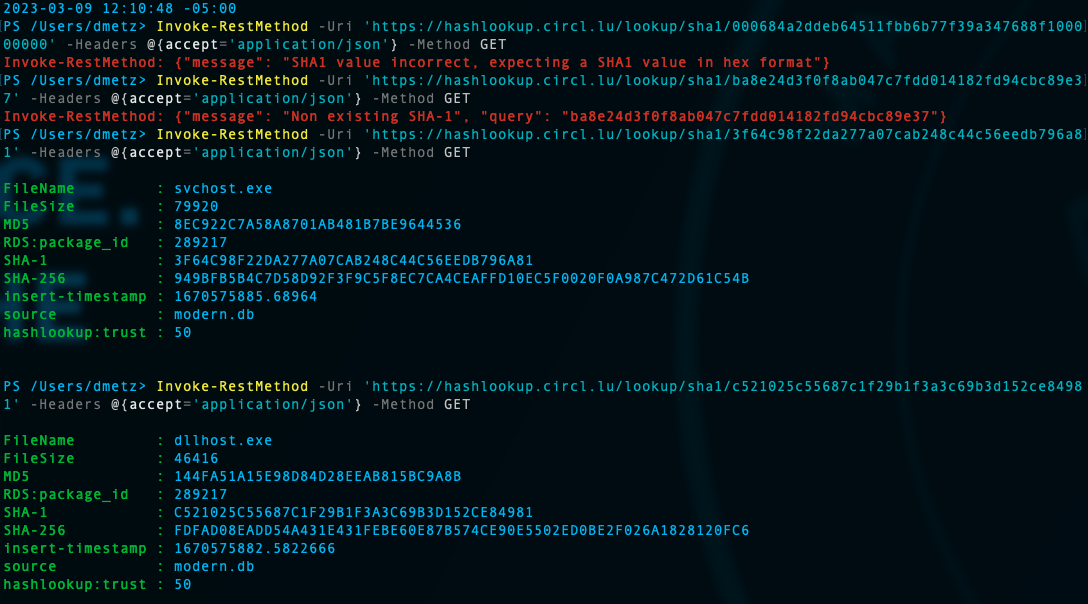 2023-03-09 12:10:48 -05:00
PS /Users/dmetz> Invoke-RestMethod -Uri 'https://hashlookup.circl.lu/lookup/sha1/000684a2ddeb64511fbb6b77f39a347688f1000
00000' -Headers @{accept='application/json'} -Method GET
Invoke-RestMethod: {"message": "SHA1 value incorrect, expecting a SHA1 value in hex format"}
PS /Users/dmetz> Invoke-RestMethod -Uri 'https://hashlookup.circl.lu/lookup/sha1/ba8e24d3f0f8ab047c7fdd014182fd94cbc89e3
7' -Headers @{accept='application/json'} -Method GET
Invoke-RestMethod: {"message": "Non existing SHA-1", "query": "ba8e24d3f0f8ab047c7fdd014182fd94cbc89e37"}
PS /Users/dmetz> Invoke-RestMethod -Uri 'https://hashlookup.circl.lu/lookup/sha1/3f64c98f22da277a07cab248c44c56eedb796a8
1' -Headers @{accept='application/json'} -Method GET
FileName : svchost.exe
FileSize : 79920
MD5 : 8EC922C7A58A8701AB481B7BE9644536
RDS:package_id : 289217
SHA-1 : 3F64C98F22DA277A07CAB248C44C56EEDB796A81
SHA-256 : 949BFB5B4C7D58D92F3F9C5F8EC7CA4CEAFFD10EC5F0020F0A987C472D61C54B
insert-timestamp : 1670575885.68964
source : modern.db
hashlookup:trust : 50
PS /Users/dmetz> Invoke-RestMethod -Uri 'https://hashlookup.circl.lu/lookup/sha1/c521025c55687c1f29b1f3a3c69b3d152ce8498
1' -Headers @{accept='application/json'} -Method GET
FileName : dllhost.exe
FileSize : 46416
MD5 : 144FA51A15E98D84D28EEAB815BC9A8B
RDS:package_id : 289217
SHA-1 : C521025C55687C1F29B1F3A3C69B3D152CE84981
SHA-256 : FDFAD08EADD54A431E431FEBE60E87B574CE90E5502ED0BE2F026A1828120FC6
insert-timestamp : 1670575882.5822666
source : modern.db
hashlookup:trust : 50